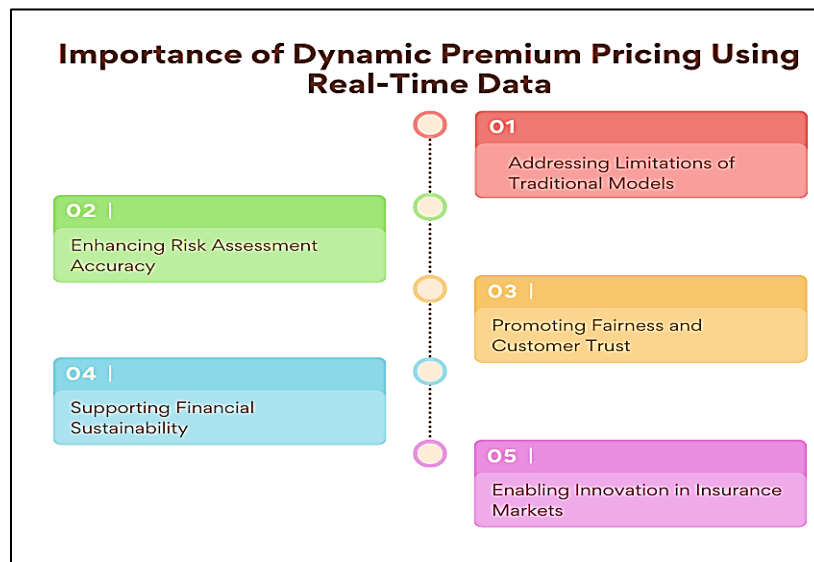 Importance of Dynamic Premium Pricing Using
Real-Time Data
01
Addressing Limitations of
Traditional Models
02 |
Enhancing Risk Assessment
Accuracy
03 |
Promoting Fairness and
Customer Trust
04 |
Supporting Financial
Sustainability
05 |
Enabling Innovation in Insurance
Markets